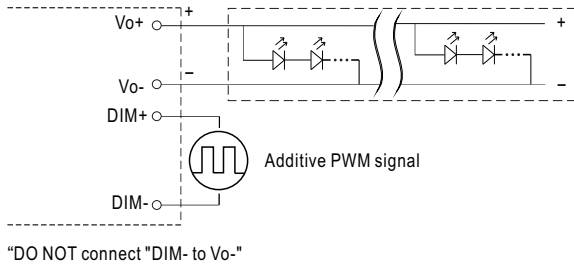 Vo+
+
+
Vo-
–
–
DIM+
Additive PWM signal
DIM-
“DO NOT connect "DIM- to Vo-"